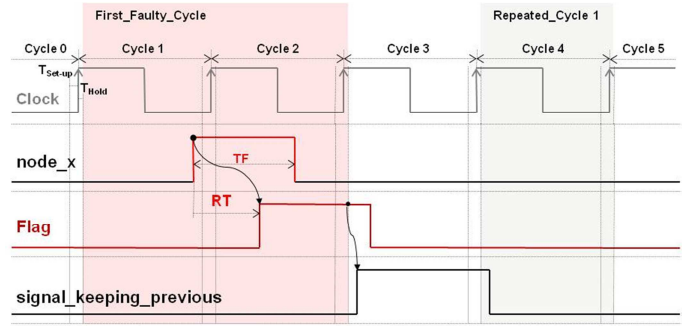 First_Faulty_Cycle
Repeated_Cycle 1
Cycle 0
Cycle 1
Cycle 2
Cycle 3
Cycle 4
Cycle 5
TSet-up
THold
Clock
node_x
TF
RT
Flag
signal_keeping_previous